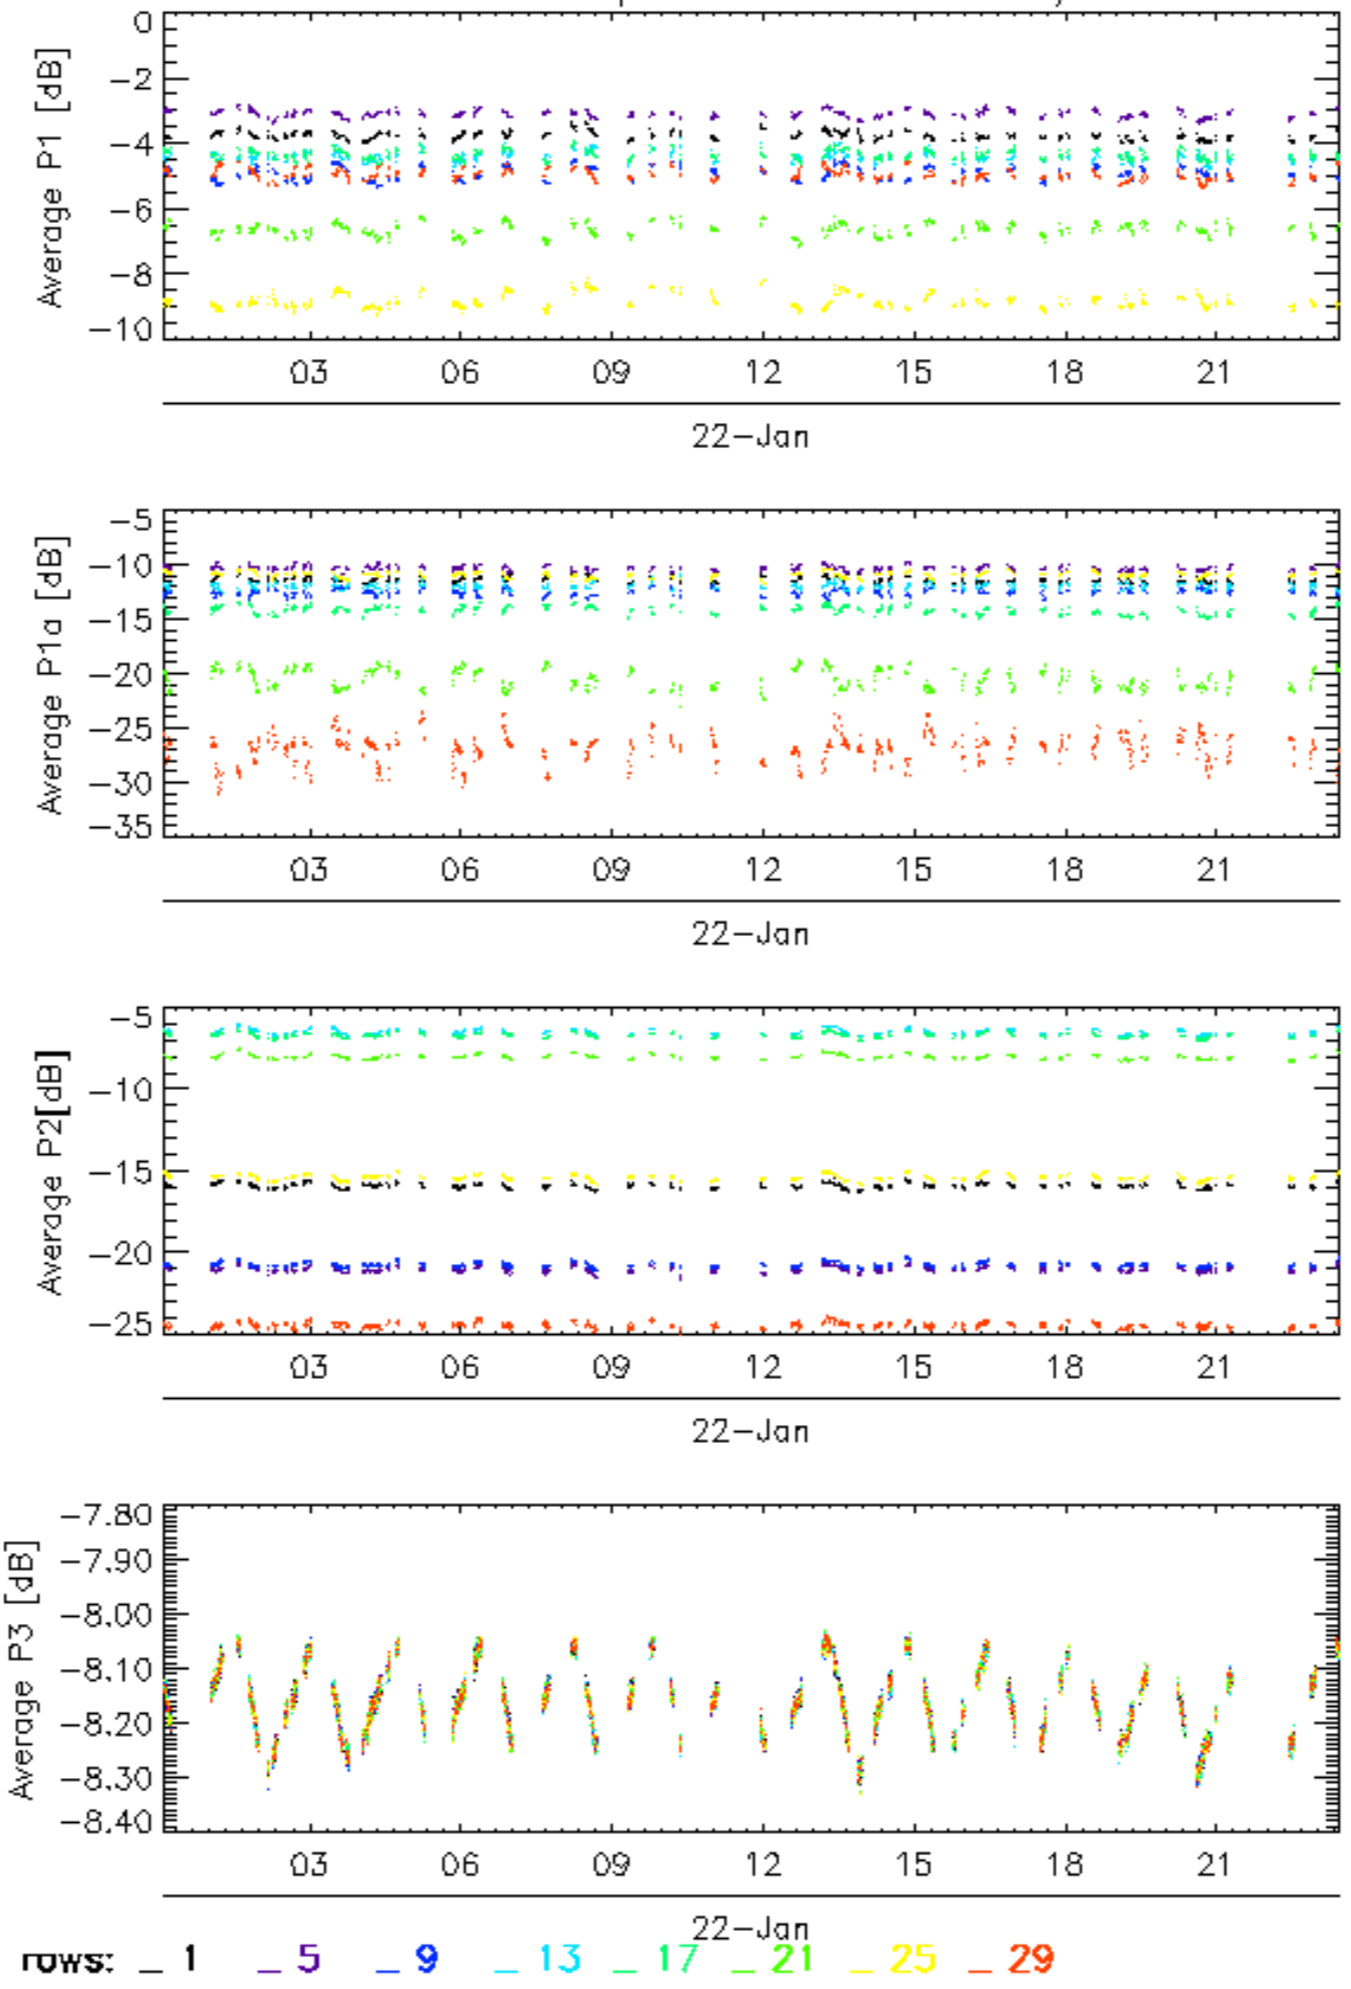 0
−2
−4
−6
−8
−10
Average P1 [dB]
03 06 09 12 15 18 21
22−Jan
−5
−10
−15
−20
−25
−30
−35
Average P1a [dB]
03 06 09 12 15 18 21
22−Jan
−5
−10
−15
−20
−25
Average P2[dB]
03 06 09 12 15 18 21
22−Jan
−7.80
−7.90
−8.00
−8.10
−8.20
−8.30
−8.40
Average P3 [dB]
03 06 09 12 15 18 21
22−Jan
rows: _ 1 _ 5 _ 9 _ 13 _ 17 _ 21 _ 25 _ 29